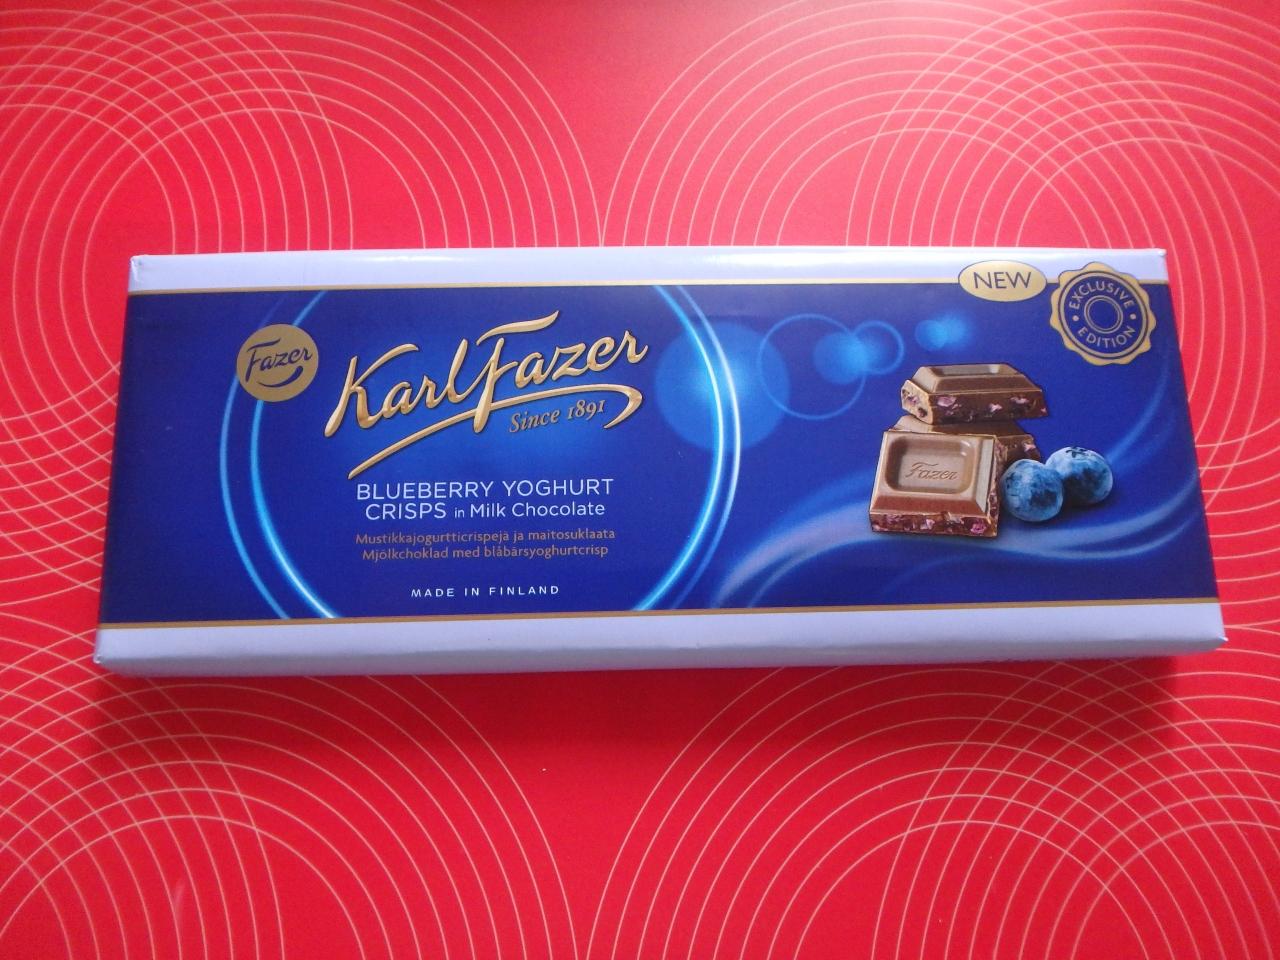 NEW
EXCLUSIVE
EDITION
Fazer
Karl Fazer
Since 1891
BLUEBERRY YOGHURT
CRISPS in Milk Chocolate
Mustikkajogurtticrispejä ja maitosuklaata
Mjölkchoklad med blåbärsyoghurtcrisp
MADE IN FINLAND
Fazer